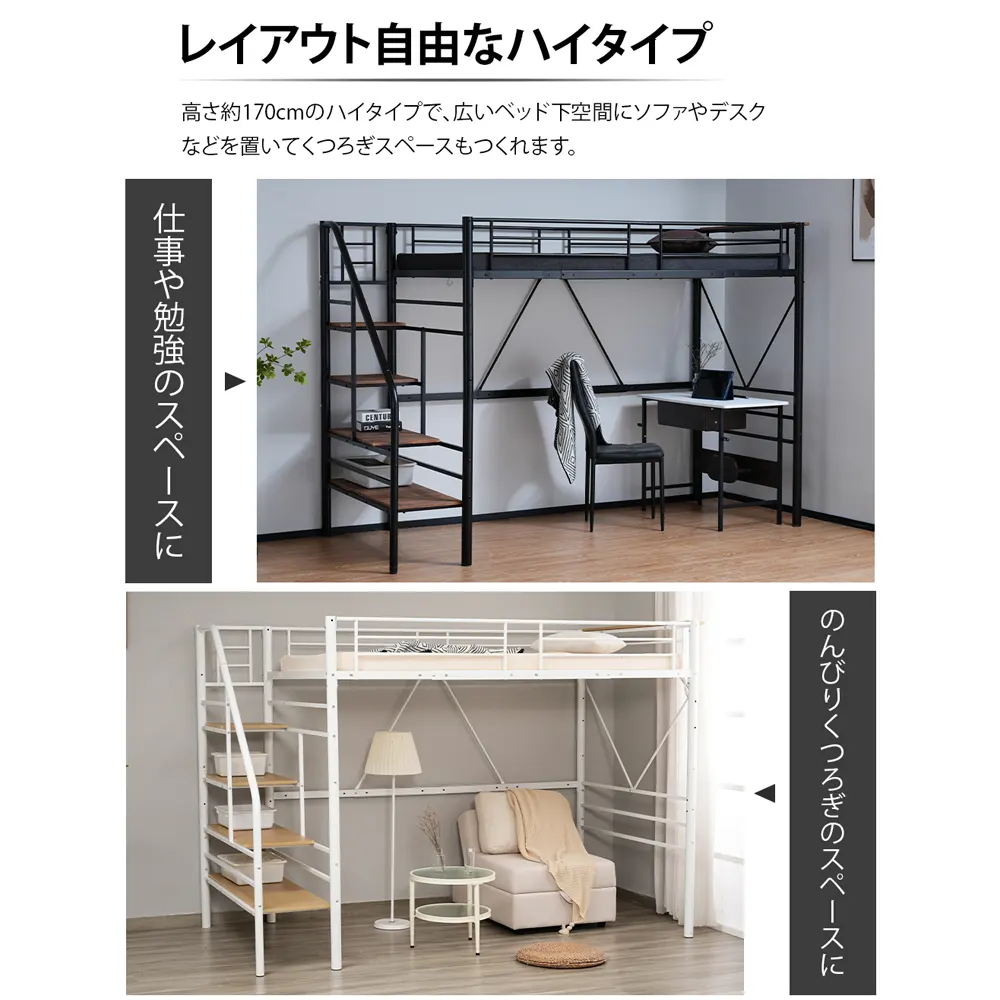 レイアウト自由なハイタイプ
高さ約170cmのハイタイプで、広いベッド下空間にソファやデスク
などを置いてくつろぎスペースもつくれます。
仕事や勉強のスペースに
CENTUR
のんびりくつろぎのスペースに